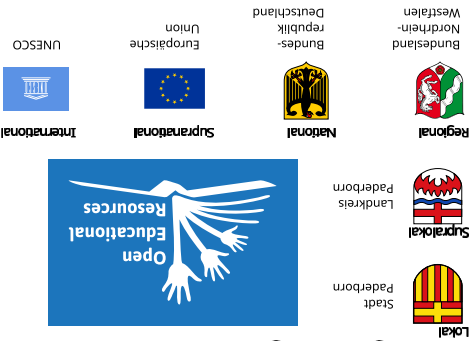 Lokal
Stadt
Paderborn
Supralokal
Landkreis
Paderborn
Open
Educational
Resources
Regional
National
Supranational
International
Bundesland
Nordrhein-
Westfalen
Bundes-
republik
Deutschland
Europäische
Union
UNESCO